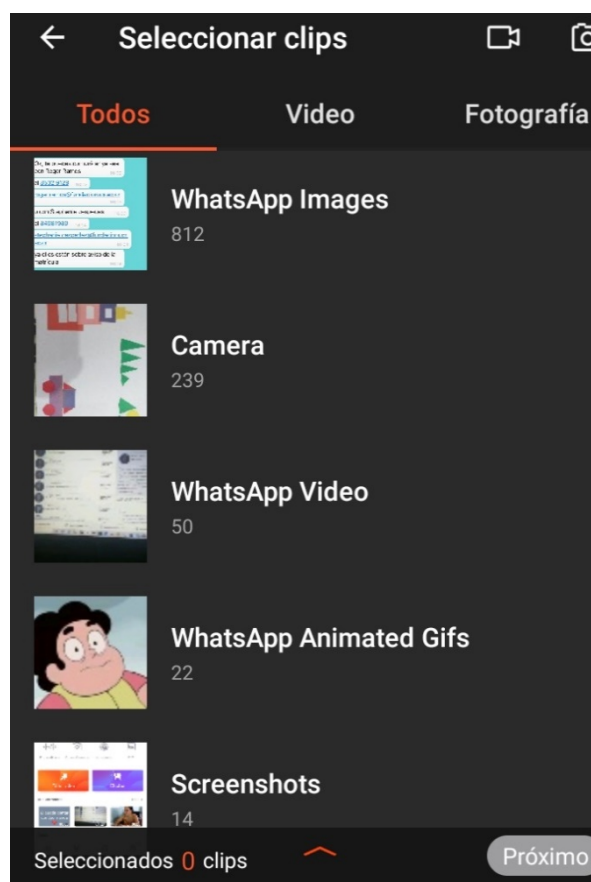 Seleccionar clips
Todos Video Fotografía
WhatsApp Images
812
Camera
239
WhatsApp Video
50
WhatsApp Animated Gifs
22
Screenshots
14
Seleccionados 0 clips Próximo